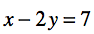 x − 2y = 7